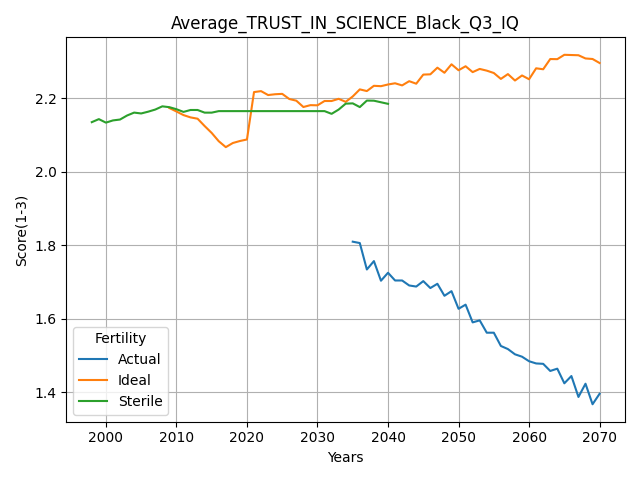 Average_TRUST_IN_SCIENCE_Black_Q3_IQ
Score(1-3)
2.2
2.0
1.8
1.6
1.4
Fertility
Actual
Ideal
Sterile
2000 2010 2020 2030 2040 2050 2060 2070
Years